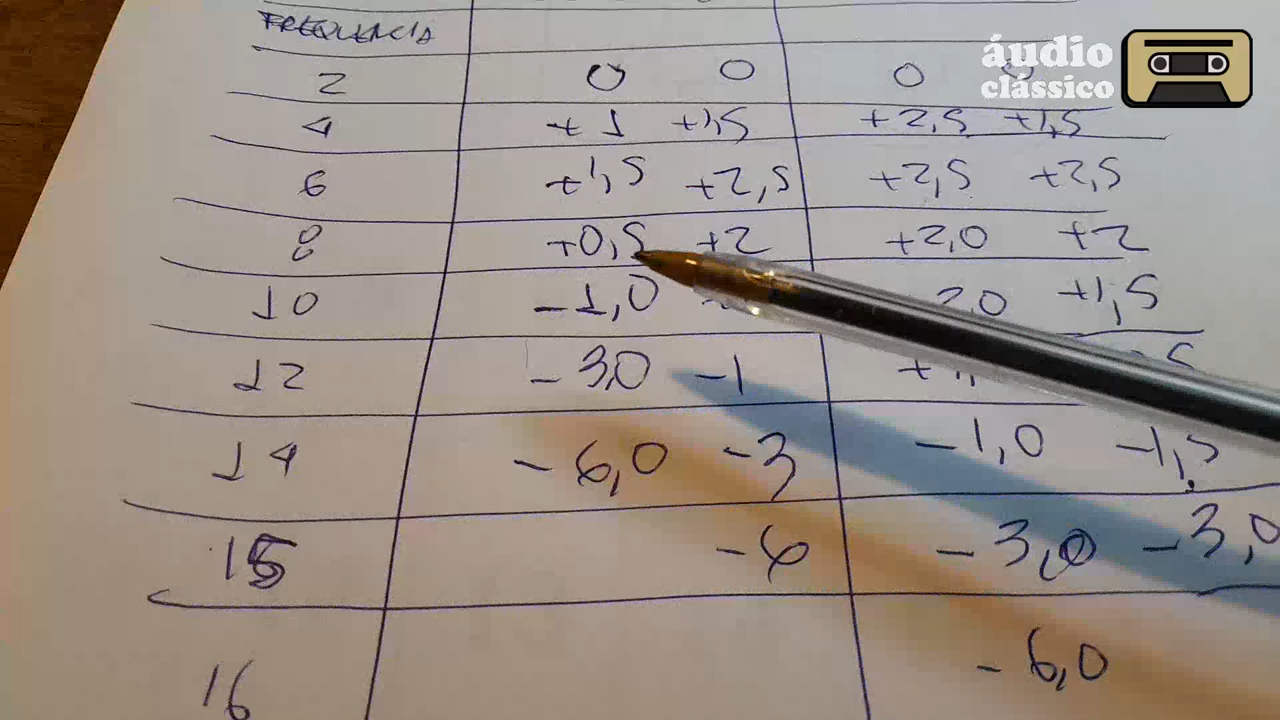 áudio
clássico
FREQUENCIA
2 0 0 0 0
4 +1 +1,5 +2,5 +1,5
6 +1,5 +2,5 +2,5 +2,5
8 +0,5 +2 +2,0 +2
10 -1,0 2,0 +1,5
12 -3,0 -1
14 -6,0 -3 -1,0 -1,5
15 -6 -3,0 -3,0
16 -6,0